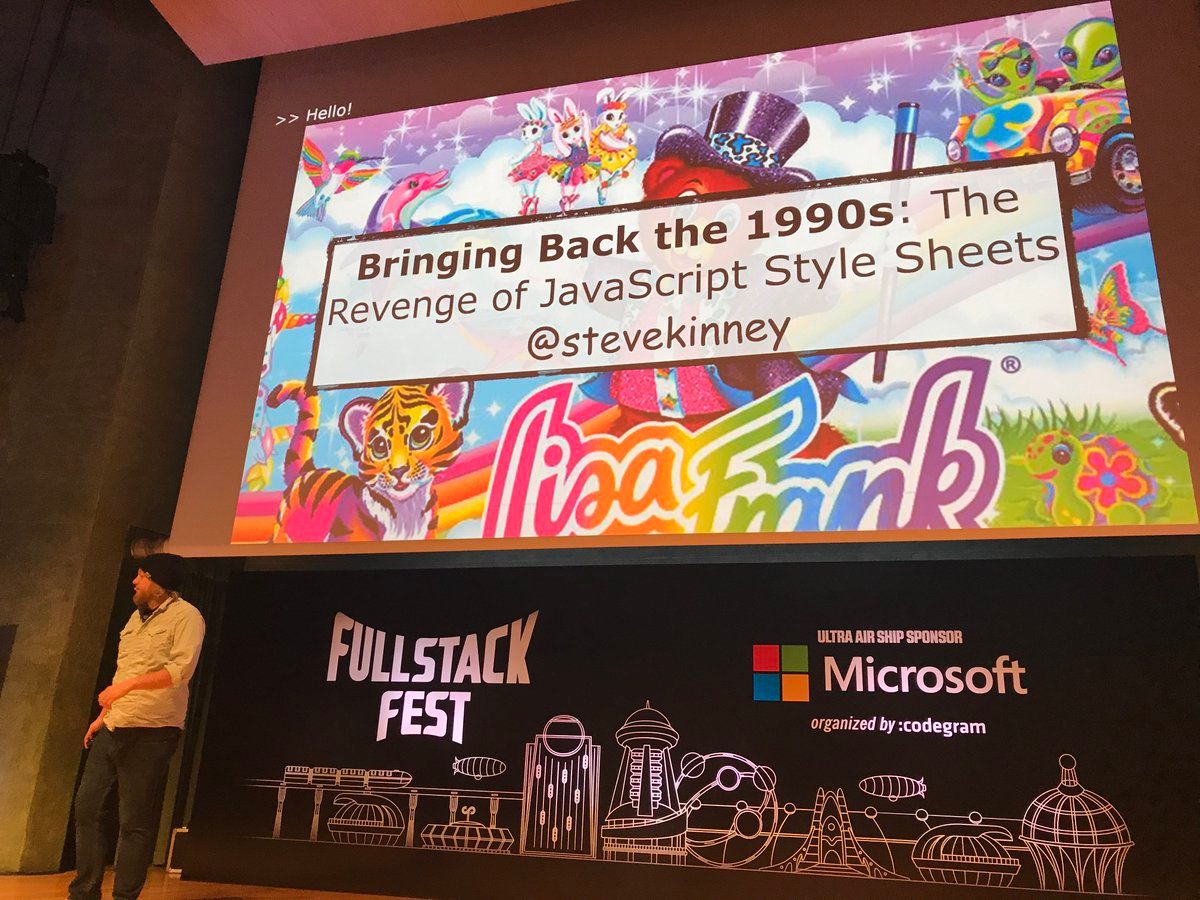 >> Hello!
Bringing Back the 1990s: The
Revenge of JavaScript Style Sheets
@stevekinney
Lisa Frank®
FULLSTACK
FEST
ULTRA AIR SHIP SPONSOR
Microsoft
organized by :codegram